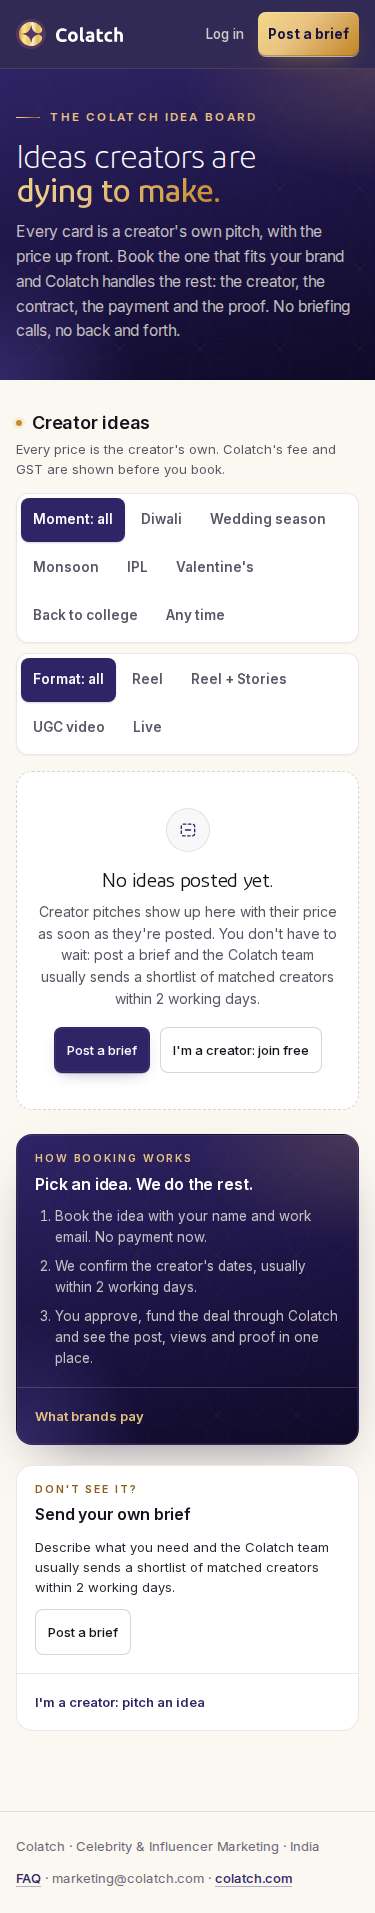 Colatch
Log in
Post a brief
THE COLATCH IDEA BOARD
Ideas creators are
dying to make.
Every card is a creator's own pitch, with the
price up front. Book the one that fits your brand
and Colatch handles the rest: the creator, the
contract, the payment and the proof. No briefing
calls, no back and forth.
Creator ideas
Every price is the creator's own. Colatch's fee and
GST are shown before you book.
Moment: all
Diwali
Wedding season
Monsoon
IPL
Valentine's
Back to college
Any time
Format: all
Reel
Reel + Stories
UGC video
Live
No ideas posted yet.
Creator pitches show up here with their price
as soon as they're posted. You don't have to
wait: post a brief and the Colatch team
usually sends a shortlist of matched creators
within 2 working days.
Post a brief
I'm a creator: join free
HOW BOOKING WORKS
Pick an idea. We do the rest.
1. Book the idea with your name and work
email. No payment now.
2. We confirm the creator's dates, usually
within 2 working days.
3. You approve, fund the deal through Colatch
and see the post, views and proof in one
place.
What brands pay
DON'T SEE IT?
Send your own brief
Describe what you need and the Colatch team
usually sends a shortlist of matched creators
within 2 working days.
Post a brief
I'm a creator: pitch an idea
Colatch · Celebrity & Influencer Marketing · India
FAQ · marketing@colatch.com · colatch.com